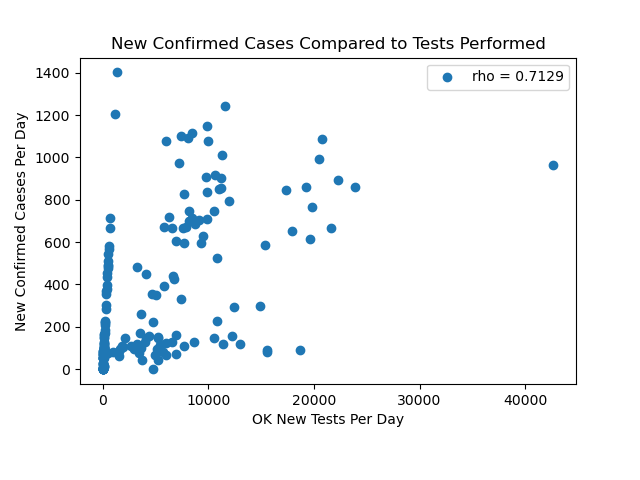 New Confirmed Cases Compared to Tests Performed
rho = 0.7129
1400
1200
1000
800
600
400
200
0
New Confirmed Caeses Per Day
0 10000 20000 30000 40000
OK New Tests Per Day